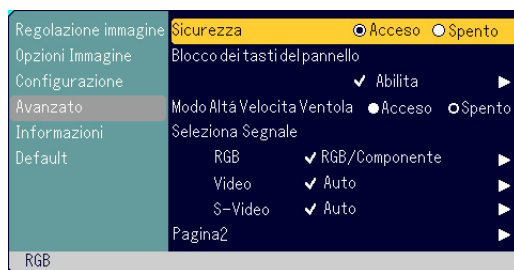 Regolazione immagine
Opzioni Immagine
Configurazione
Avanzato
Informazioni
Default
Sicurezza Acceso Spento
Blocco dei tasti del pannello
Abilita
Modo Altá Velocita Ventola Acceso Spento
Seleziona Segnale
RGB RGB/Componente
Video Auto
S-Video Auto
Pagina2
RGB